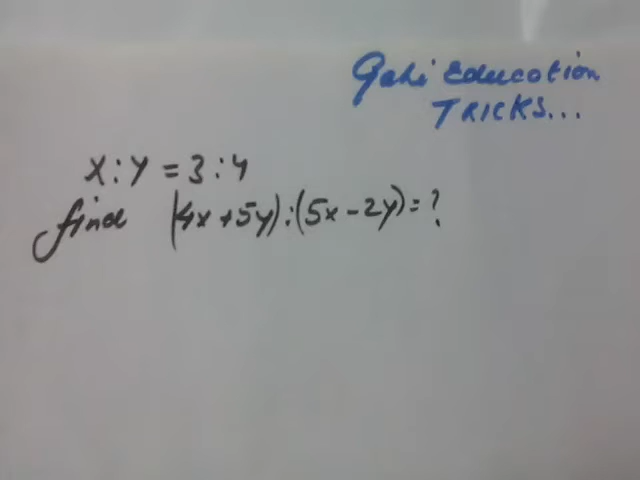 Gahi Education
TRICKS...
X:Y = 3:4
find (4x+5y):(5x-2y)=?